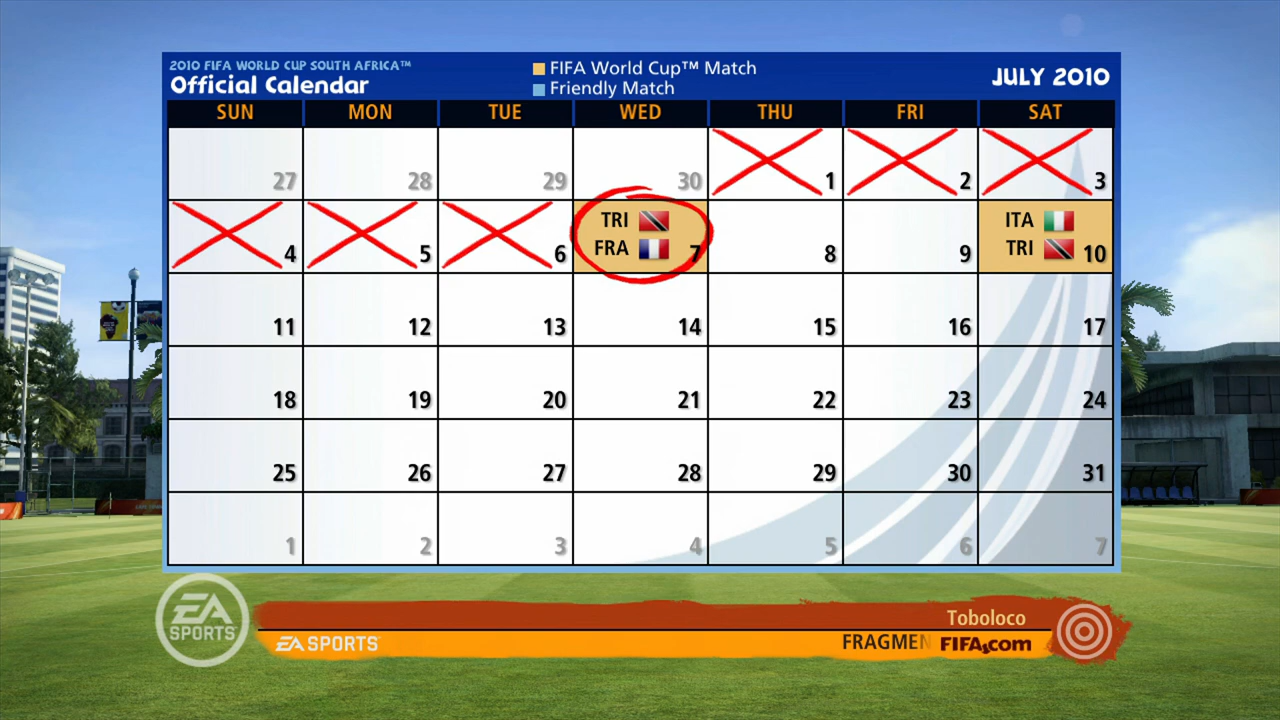 2010 FIFA WORLD CUP SOUTH AFRICA™
Official Calendar
FIFA World Cup™ Match
Friendly Match
JULY 2010
SUN MON TUE WED THU FRI SAT
27 28 29 30 1 2 3
TRI
FRA
ITA
TRI
4 5 6 7 8 9 10
11 12 13 14 15 16 17
18 19 20 21 22 23 24
25 26 27 28 29 30 31
1 2 3 4 5 6 7
EA
SPORTS™
Toboloco
EA SPORTS™
FRAGMEN
FIFA.com